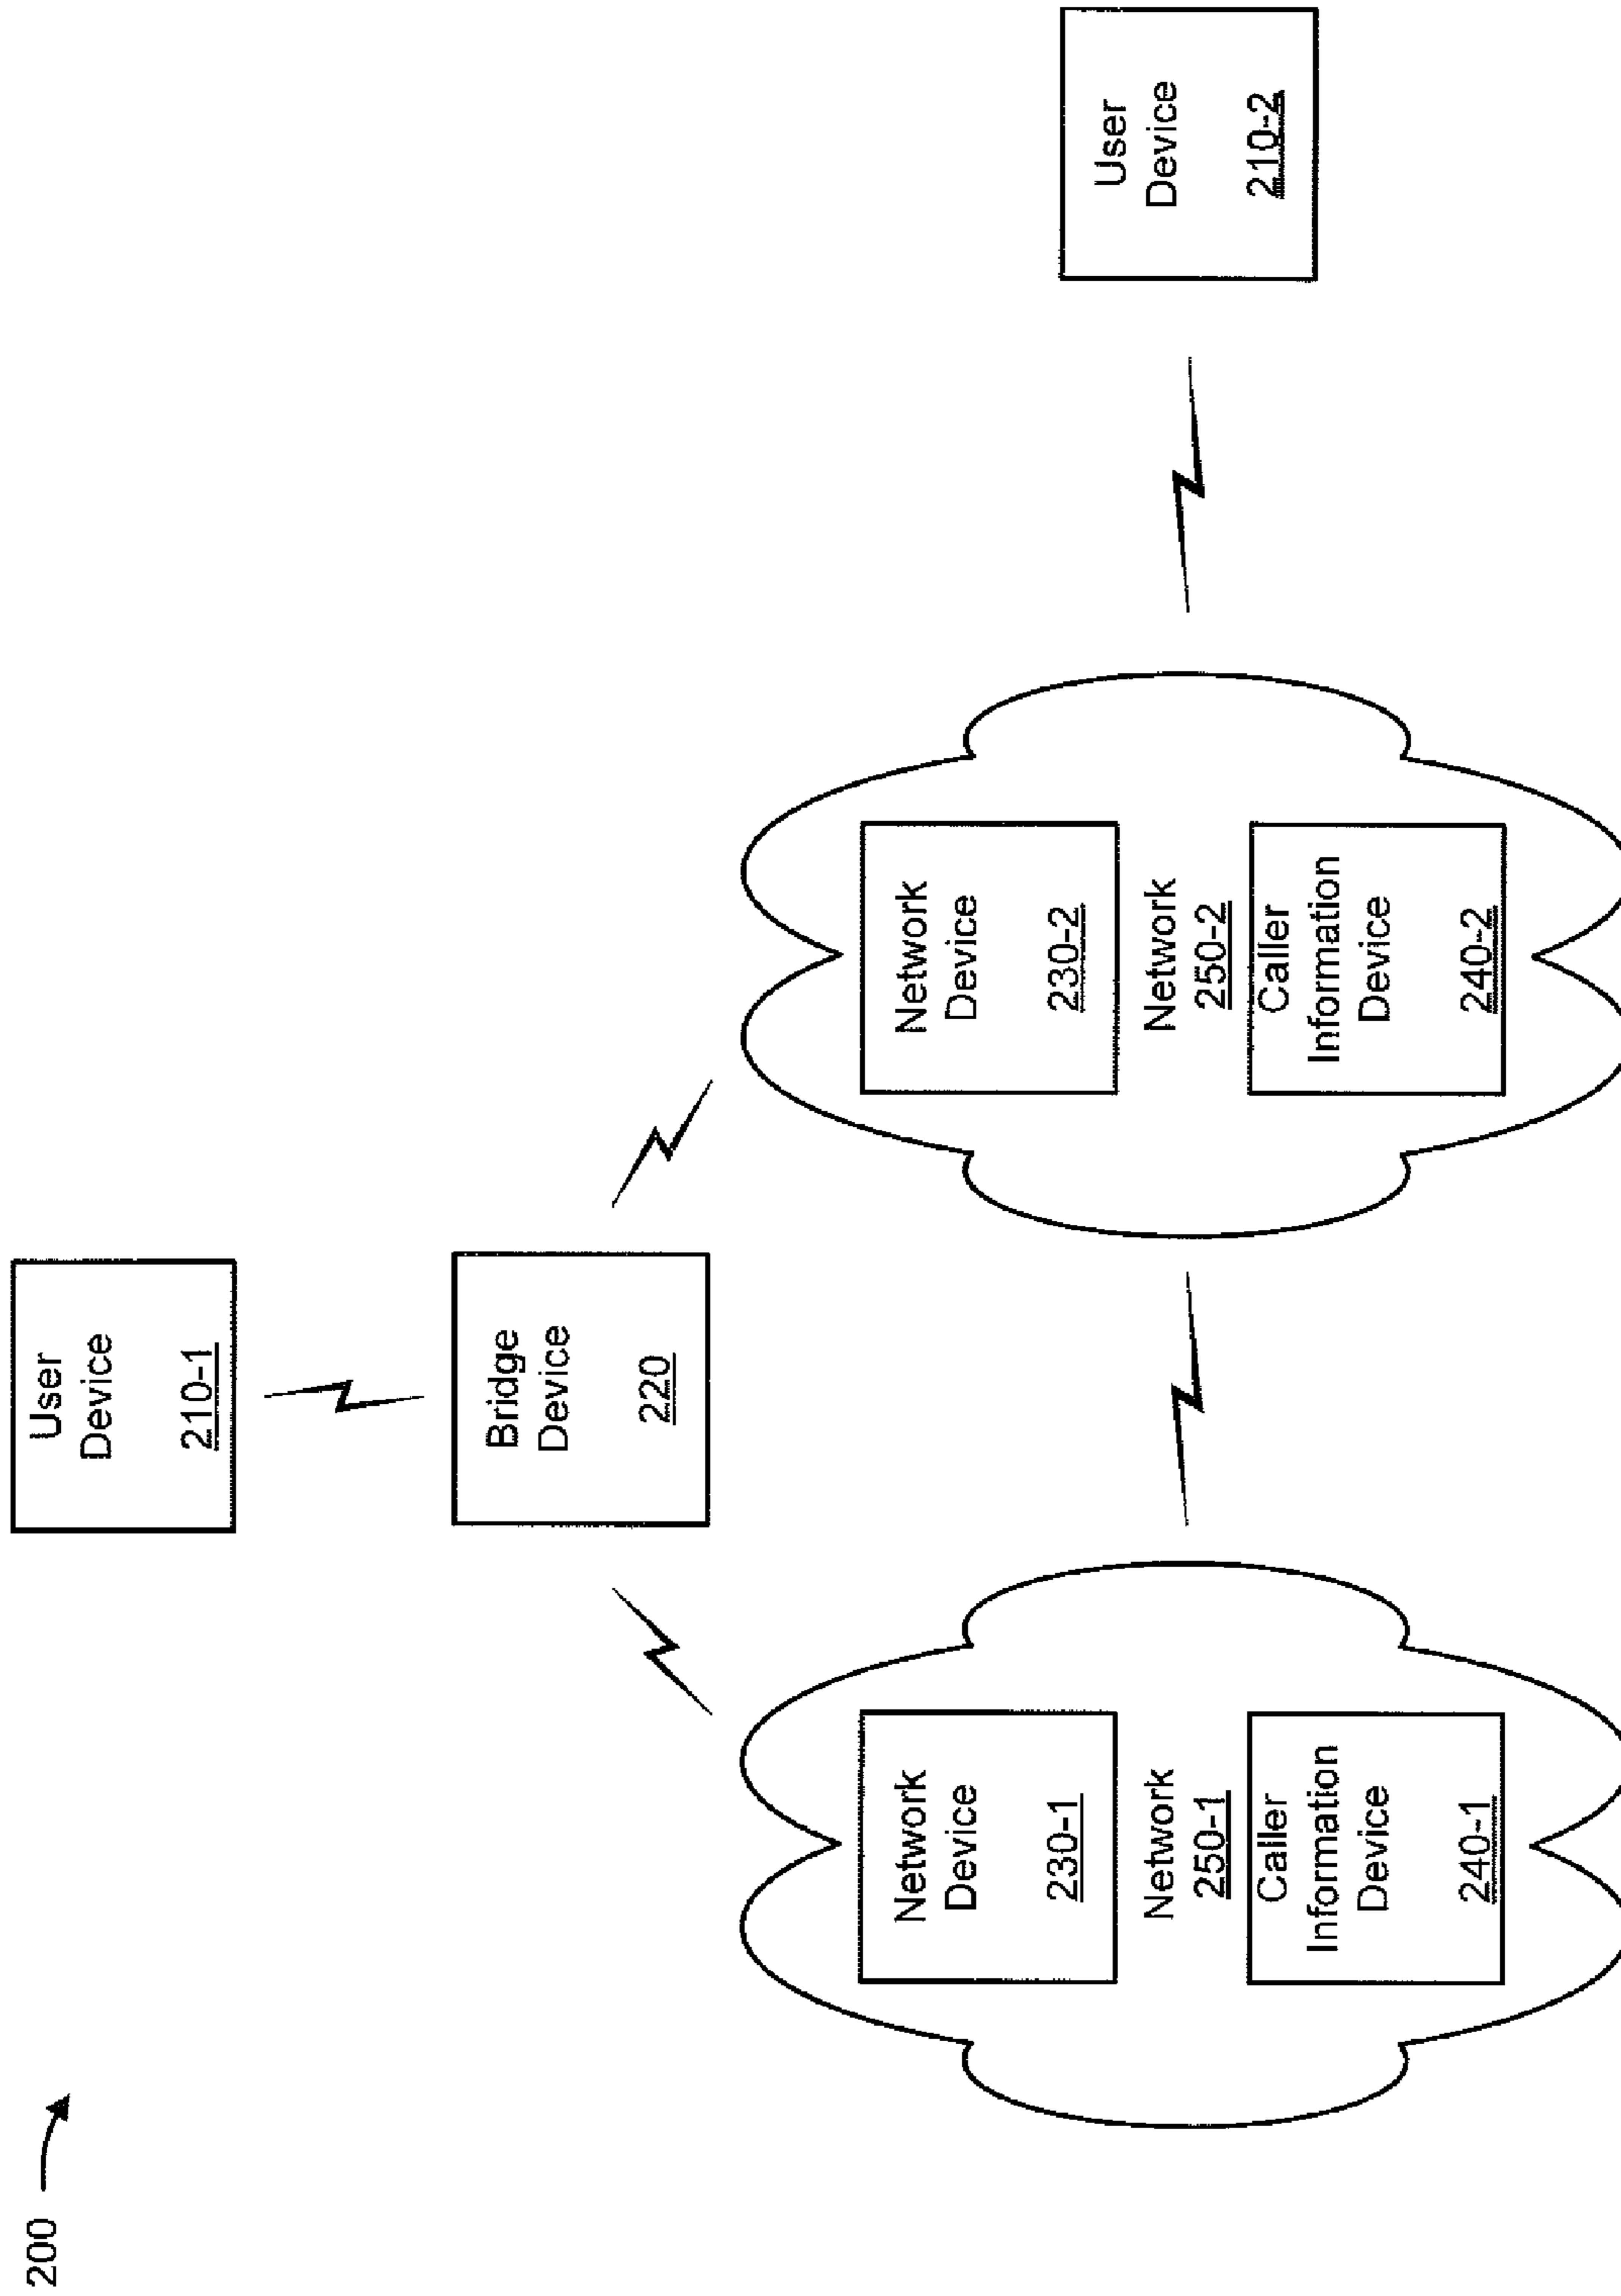 200
User
Device
210-1
Bridge
Device
220
Network
Device
230-1
Network
250-1
Caller
Information
Device
240-1
Network
Device
230-2
Network
250-2
Caller
Information
Device
240-2
User
Device
210-2